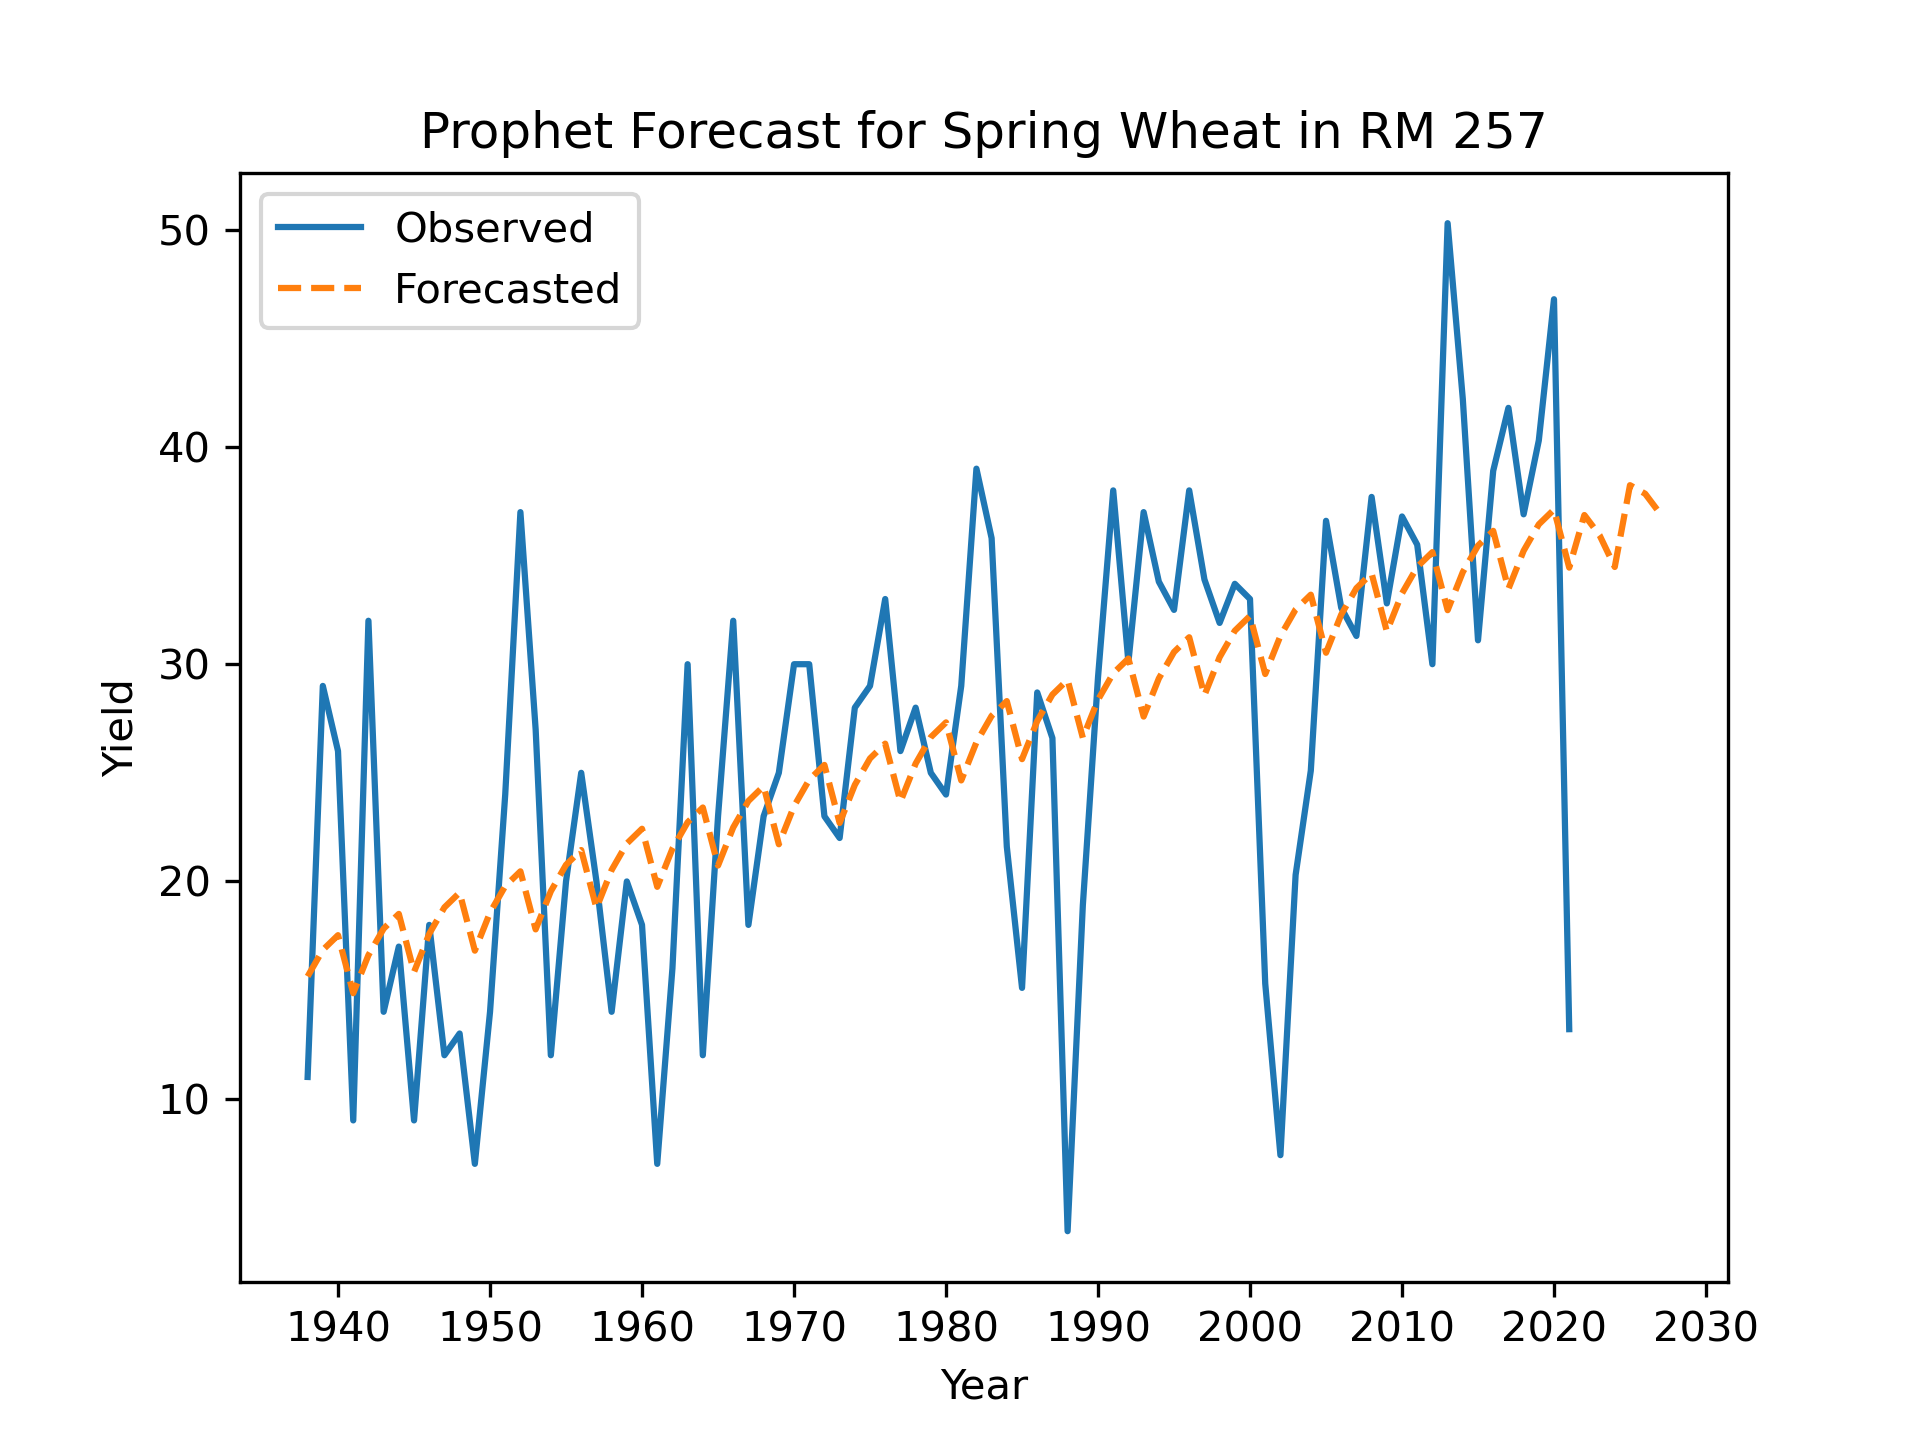 Prophet Forecast for Spring Wheat in RM 257
Observed
Forecasted
50
40
30
20
10
Yield
1940 1950 1960 1970 1980 1990 2000 2010 2020 2030
Year